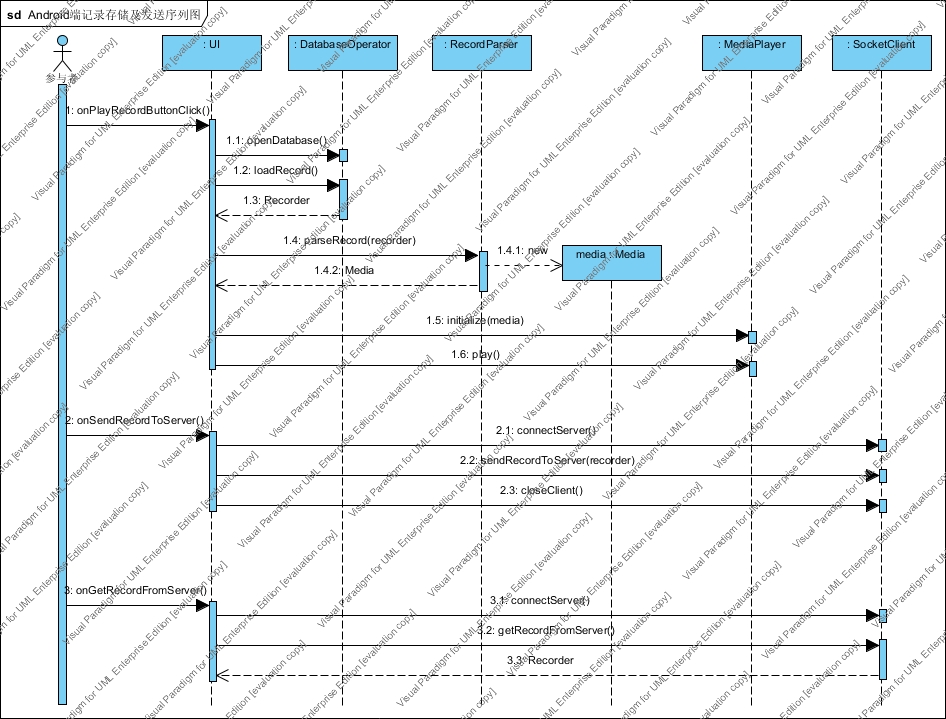 sd Android端记录存储及发送序列图
: UI
: DatabaseOperator
: RecordParser
: MediaPlayer
: SocketClient
参与者
1: onPlayRecordButtonClick()
1.1: openDatabase()
1.2: loadRecord()
1.3: Recorder
1.4: parseRecord(recorder)
1.4.1: new
media : Media
1.4.2: Media
1.5: initialize(media)
1.6: play()
2: onSendRecordToServer()
2.1: connectServer()
2.2: sendRecordToServer(recorder)
2.3: closeClient()
3: onGetRecordFromServer()
3.1: connectServer()
3.2: getRecordFromServer()
3.3: Recorder
Visual Paradigm for UML Enterprise Edition [evaluation copy]